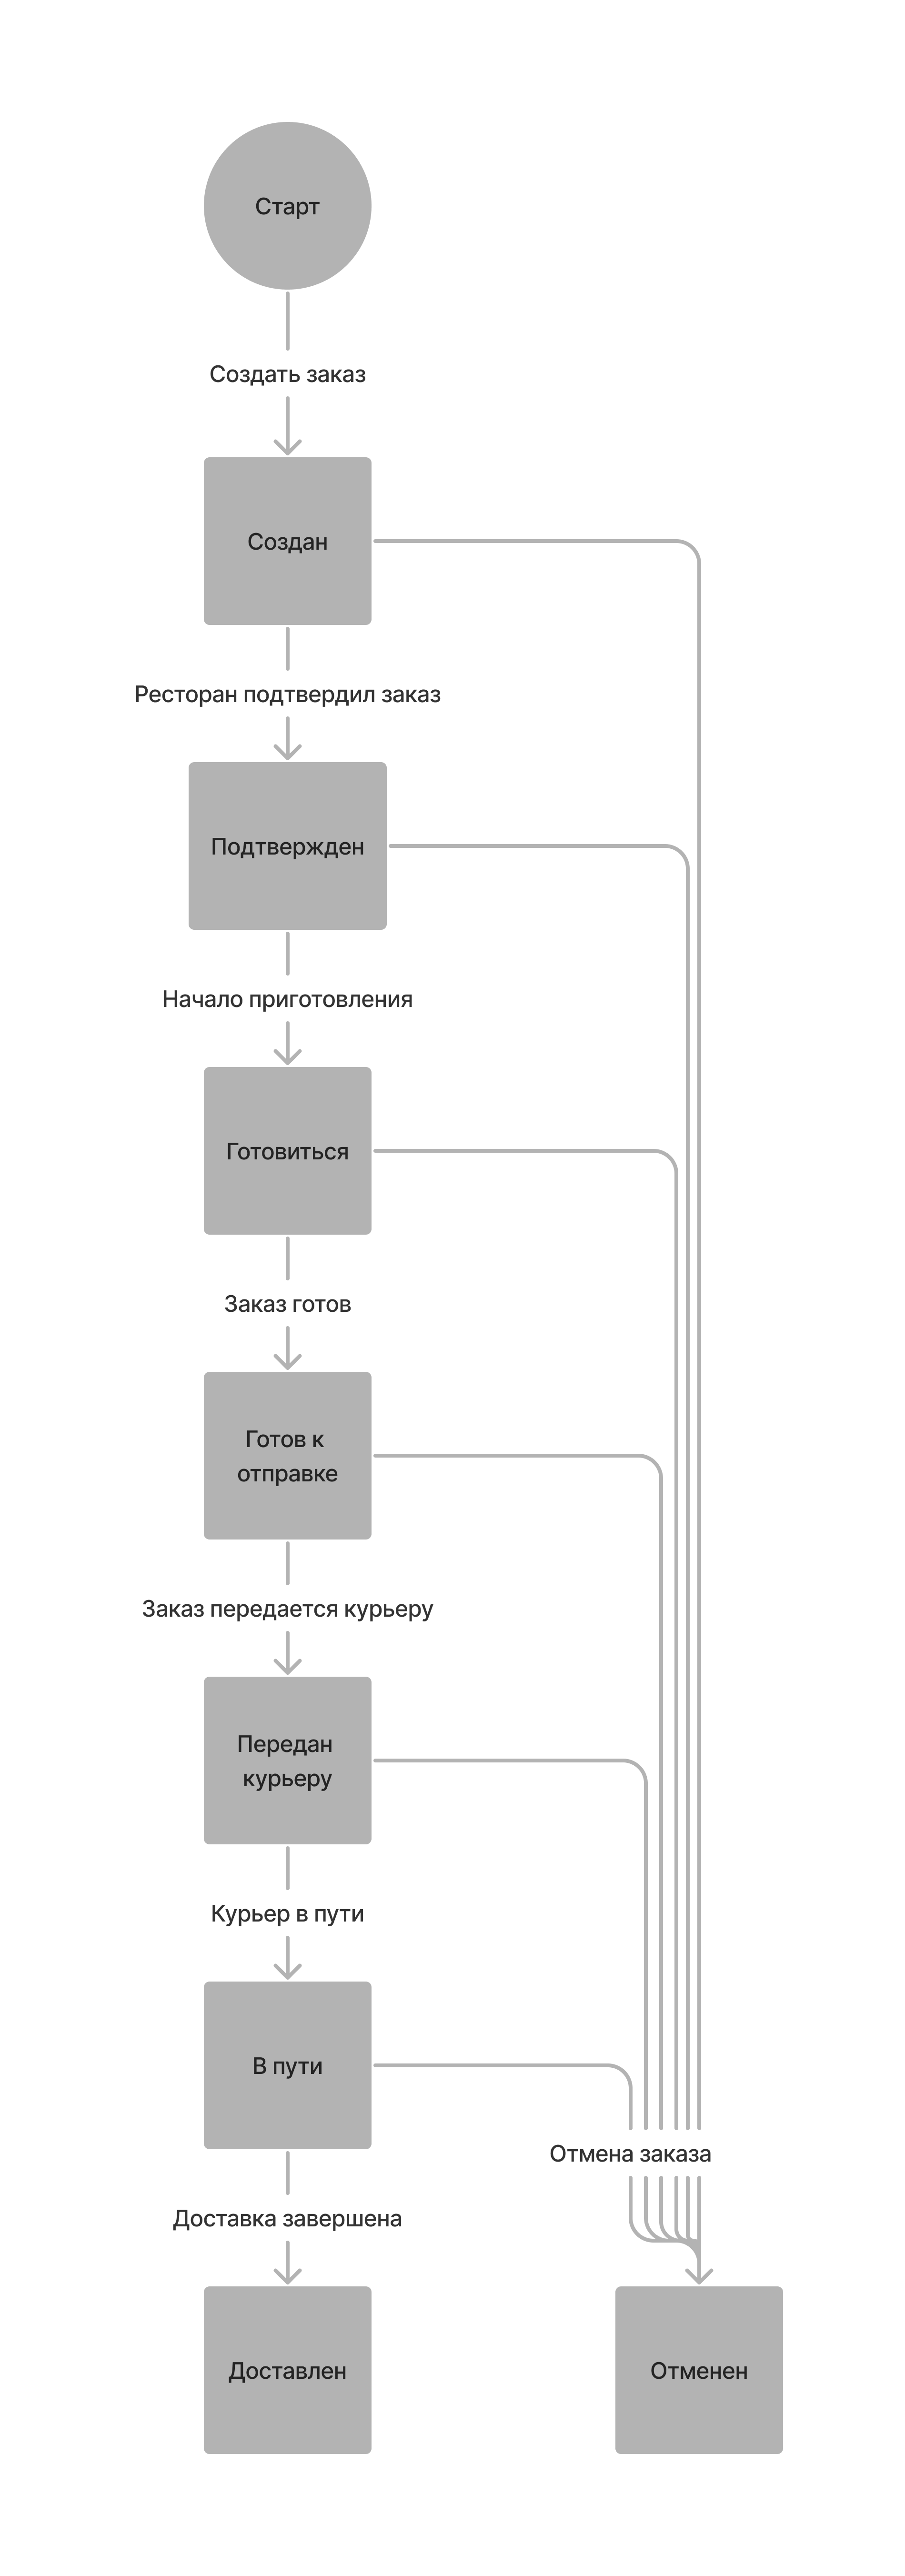 Старт
Создать заказ
Создан
Ресторан подтвердил заказ
Подтвержден
Начало приготовления
Готовиться
Заказ готов
Готов к
отправке
Заказ передается курьеру
Передан
курьеру
Курьер в пути
В пути
Отмена заказа
Доставка завершена
Доставлен
Отменен